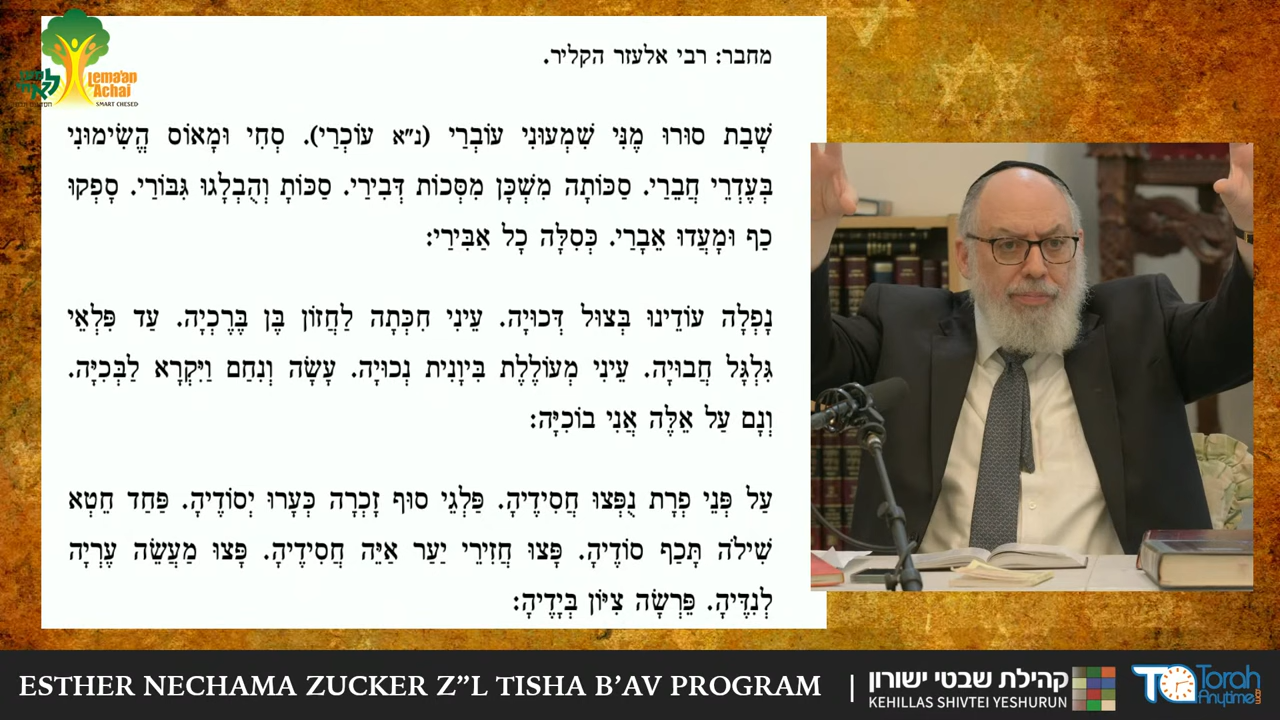 Lema'an
Achai
SMART CHESED
מחבר: רבי אלעזר הקליר.
שָׁבַת סוּרוּ מֶנִּי שִׁמְעוּנִי עוֹבְרַי (נ״א עוֹכְרַי). סְחִי וּמָאוֹס הֱשִׂימוּנִי
בְּעֶדְרֵי חֲבֵרַי. סַכּוֹתָה מִשְׁכָּן מִסְּכוֹת דְּבִירַי. סַכּוֹתָ וְהֻבְלָגוּ גִּבּוֹרַי. סָפְקוּ
כַף וּמָעֲדוּ אֵבָרַי. כְּסִלָּה כָל אַבִּירַי:
נָפְלָה עוֹדֵינוּ בְּצוּל דְּכוּיָה. עֵינִי חִכְּתָה לַחֲזוֹן בֶּן בֶּרֶכְיָה. עַד פִּלְאֵי
גִּלְגָּל חֲבוּיָה. עֵינִי מְעוֹלֶלֶת בִּיוָנִית נְכוּיָה. עָשָׂה וְנִחַם וַיִּקְרָא לַבְּכִיָּה.
וְנָם עַל אֵלֶּה אֲנִי בוֹכִיָּה:
עַל פְּנֵי פְרָת נֻפְּצוּ חֲסִידֶיהָ. פַּלְגֵי סוּף זָכְרָה כְּעָרוּ יְסוֹדֶיהָ. פַּחַד חֵטְא
שִׁילֹה תָּכַף סוֹדֶיהָ. פָּצוּ חֲזִירֵי יַעַר אַיֵּה חֲסִידֶיהָ. פָּצוּ מַעֲשֵׂה עֶרְיָה
לְנִדֶּיהָ. פֵּרְשָׂה צִיּוֹן בְּיָדֶיהָ:
ESTHER NECHAMA ZUCKER Z”L TISHA B’AV PROGRAM
קהילת שבטי ישורון
KEHILLAS SHIVTEI YESHURUN
TA Torah
Anytime